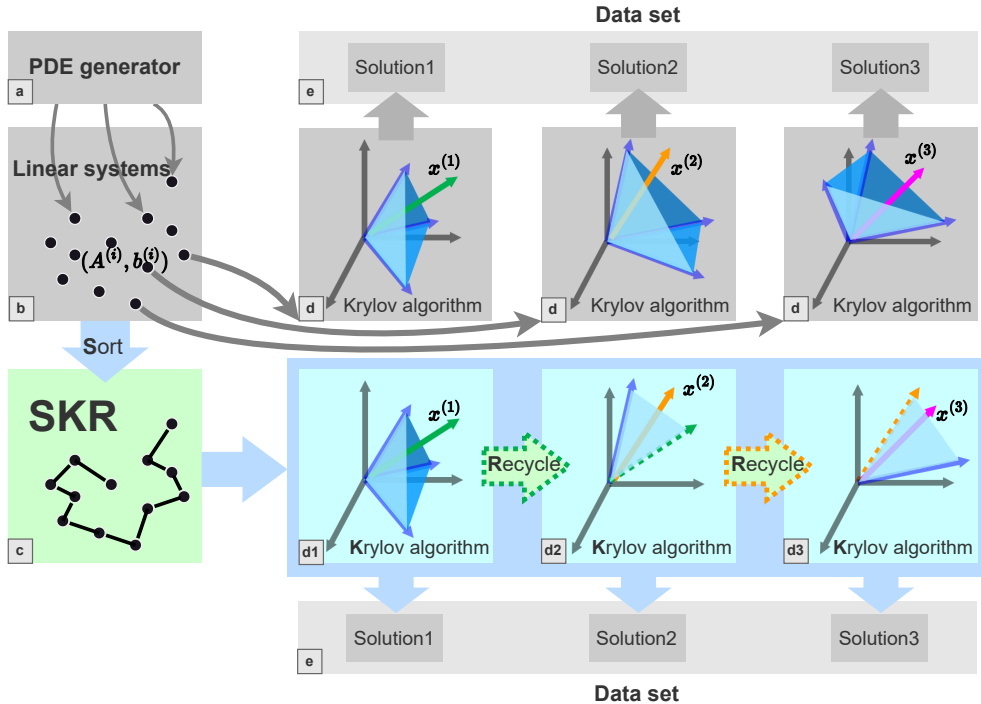 Data set
PDE generator
a
e
Solution1
Solution2
Solution3
Linear systems
(A^{(i)}, b^{(i)})
b
x^{(1)}
d
Krylov algorithm
x^{(2)}
d
Krylov algorithm
x^{(3)}
d
Krylov algorithm
Sort
SKR
c
x^{(1)}
d1
Krylov algorithm
Recycle
x^{(2)}
d2
Krylov algorithm
Recycle
x^{(3)}
d3
Krylov algorithm
e
Solution1
Solution2
Solution3
Data set